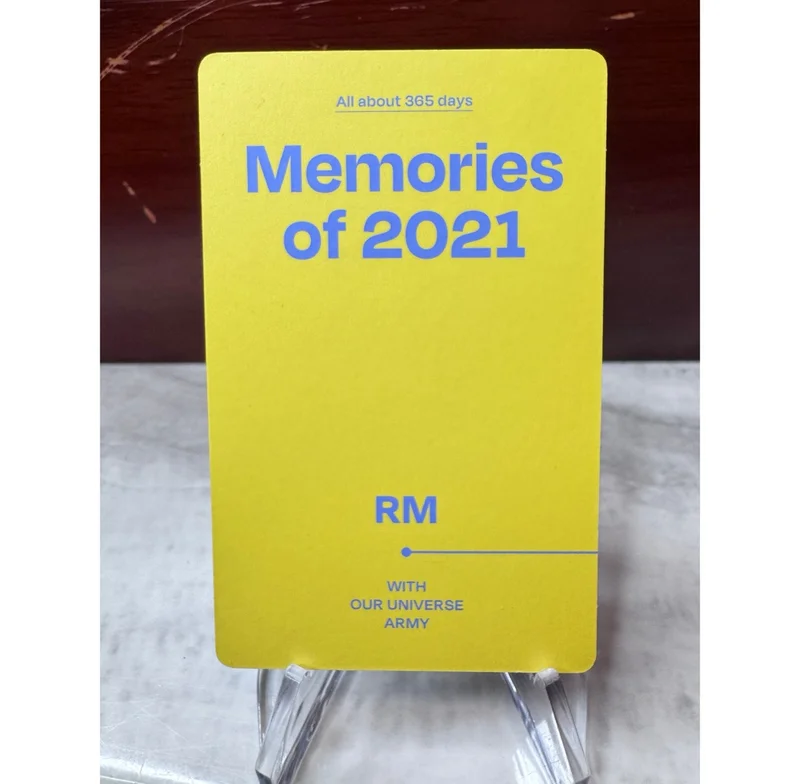 All about 365 days
Memories
of 2021
RM
WITH
OUR UNIVERSE
ARMY